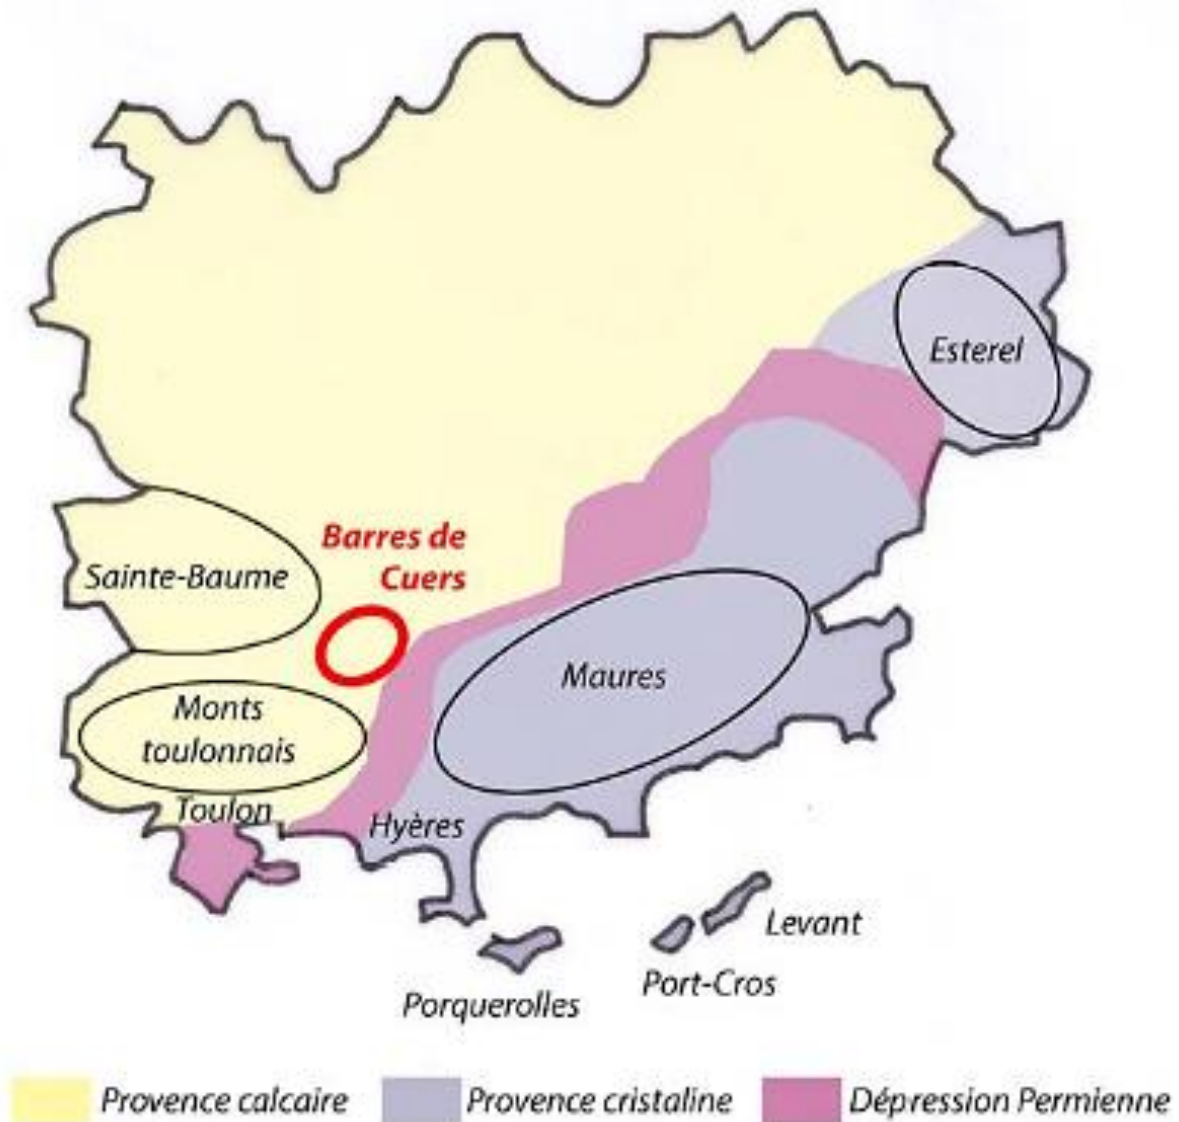 Esterel
Barres de
Cuers
Sainte-Baume
Maures
Monts
toulonnais
Toulon
Hyères
Levant
Port-Cros
Porquerolles
Provence calcaire
Provence cristaline
Dépression Permienne